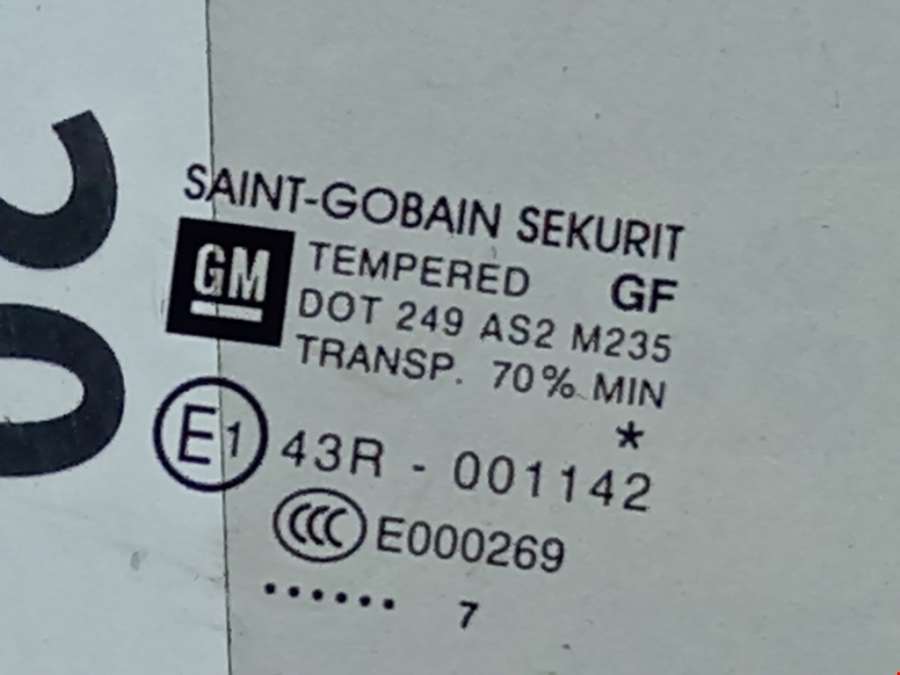 20
SAINT-GOBAIN SEKURIT
GM TEMPERED GF
DOT 249 AS2 M235
TRANSP. 70% MIN
*
E1 43R - 001142
CCC E000269
...... 7